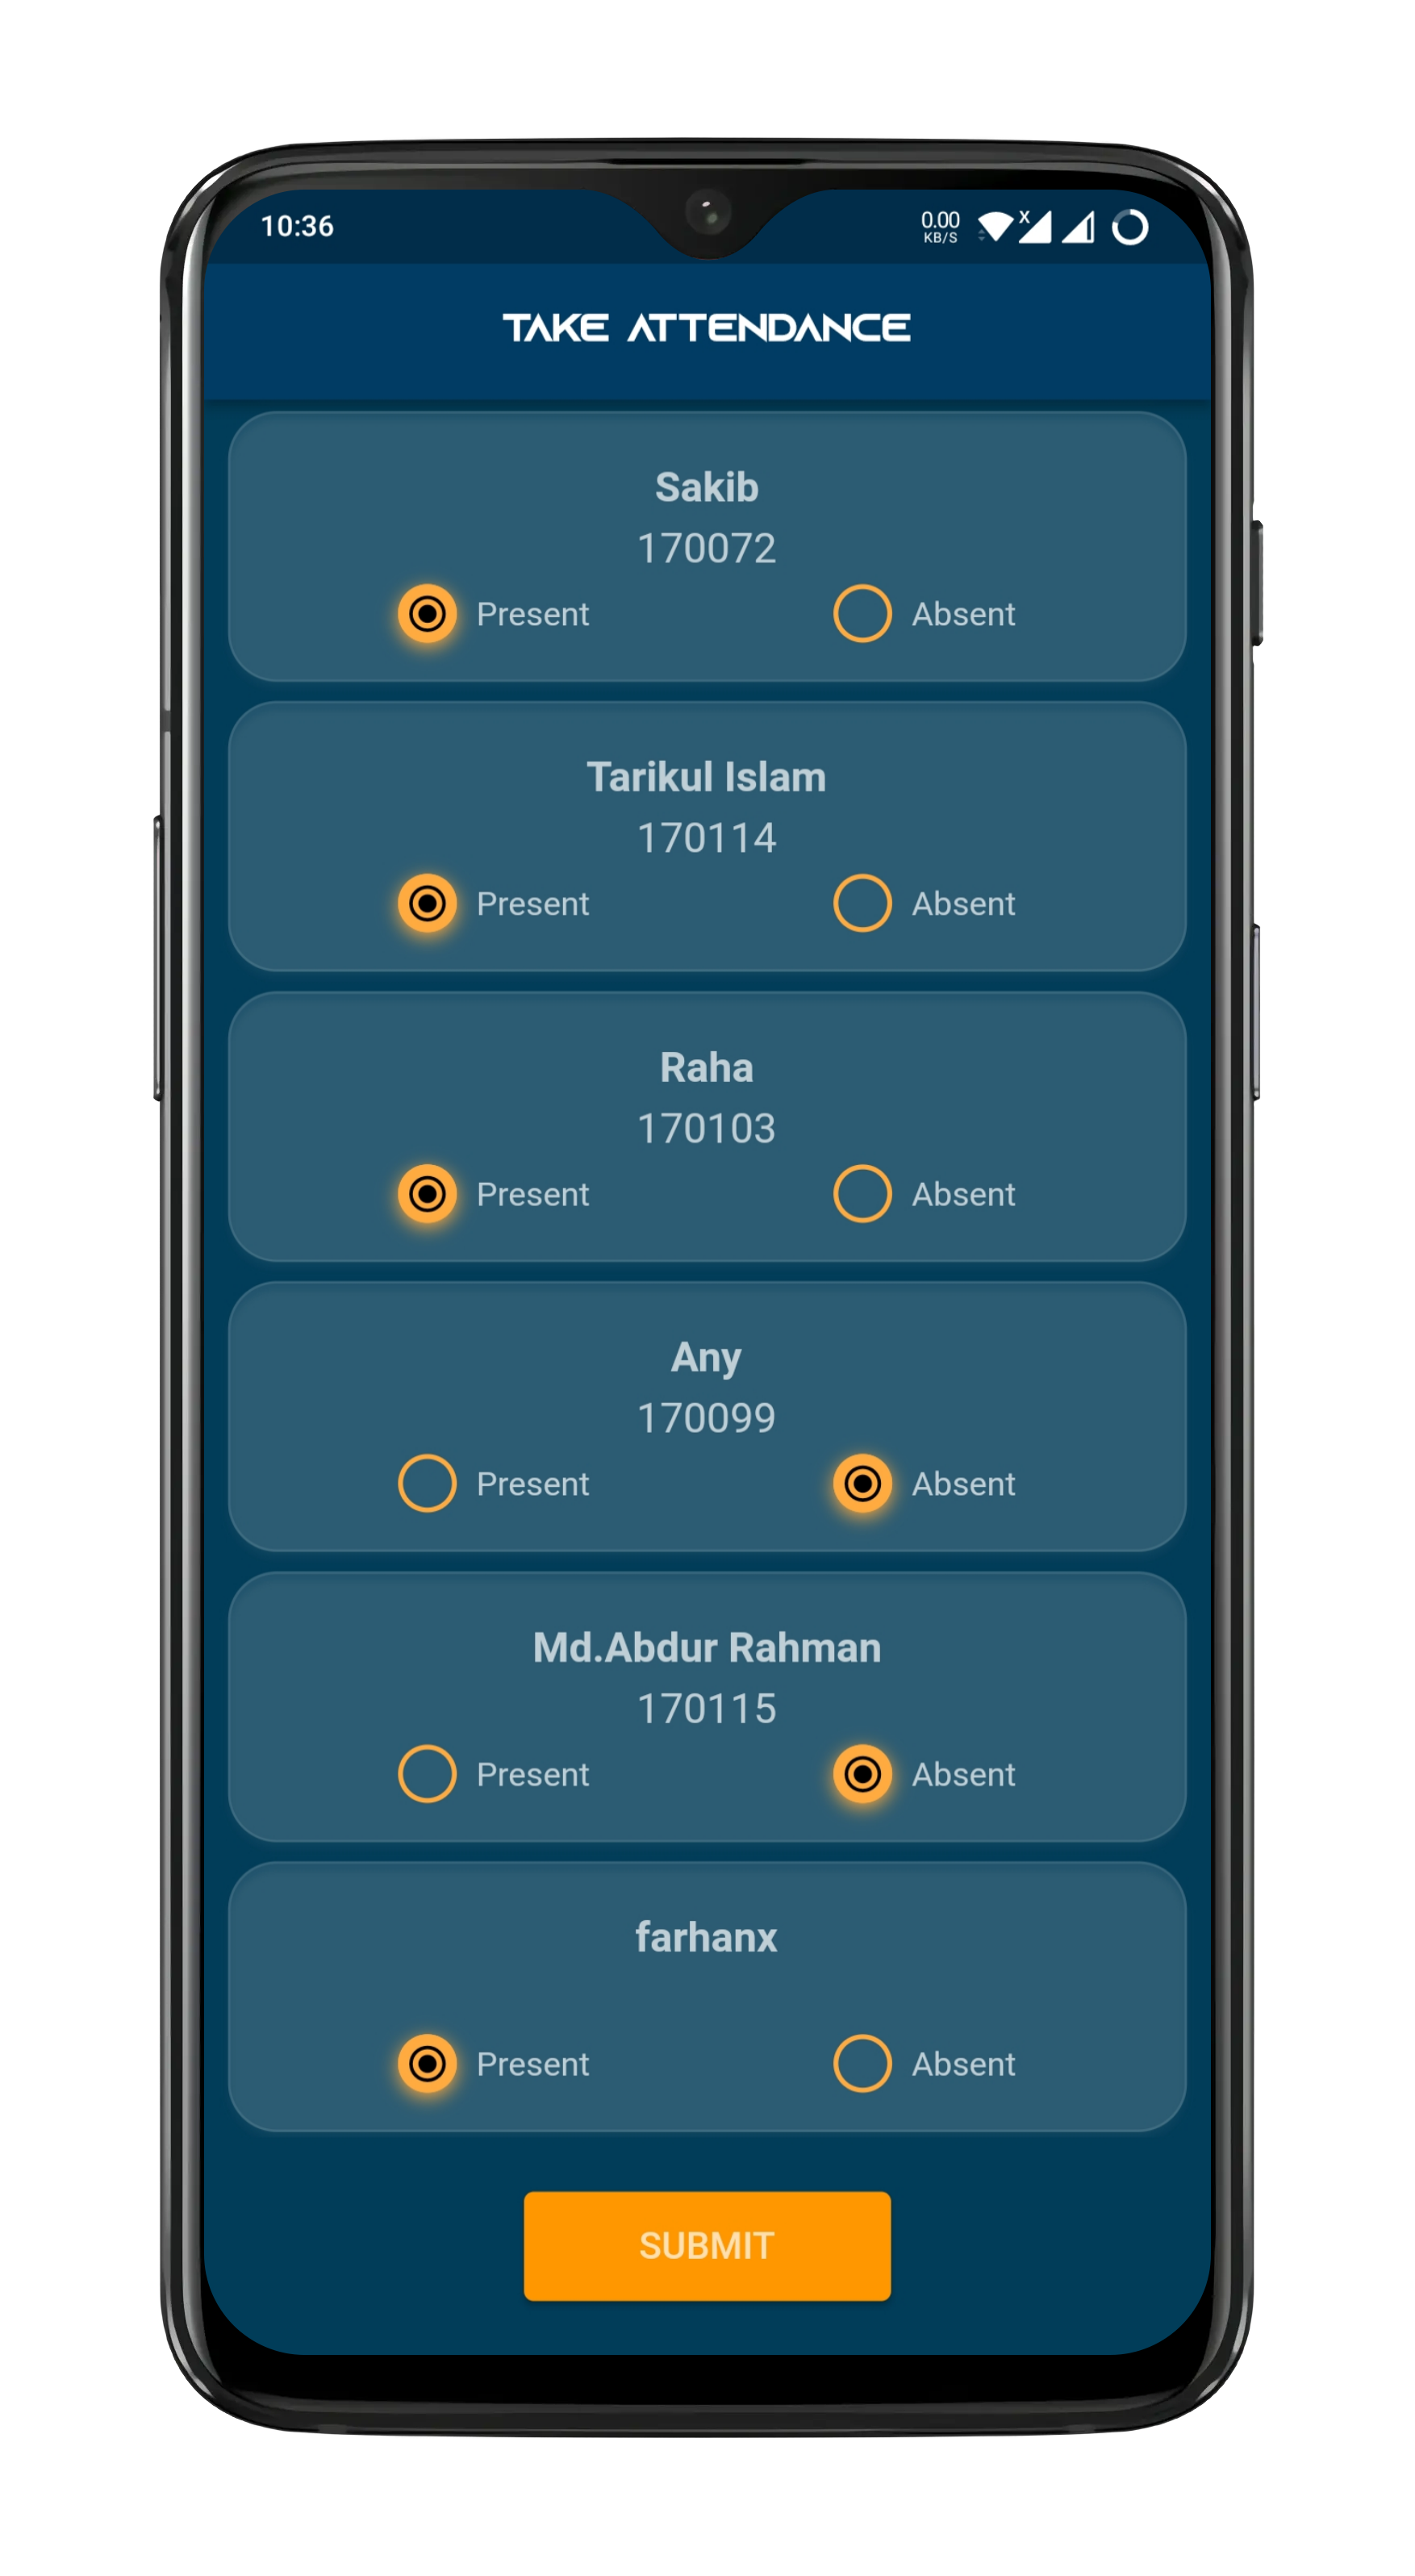 10:36
0.00
KB/S
X
TAKE ATTENDANCE
Sakib
170072
Present Absent
Tarikul Islam
170114
Present Absent
Raha
170103
Present Absent
Any
170099
Present Absent
Md.Abdur Rahman
170115
Present Absent
farhanx
Present Absent
SUBMIT